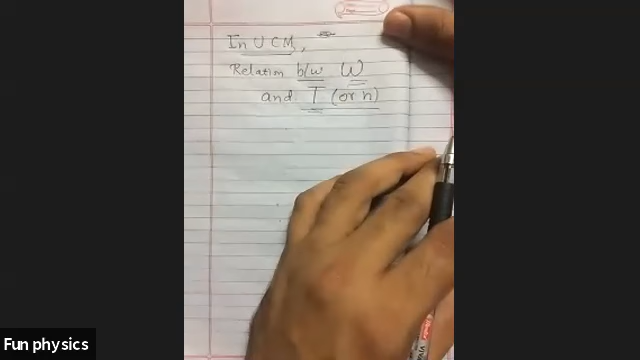 In UCM,
Relation b/w ω
and T (or n)
Fun physics